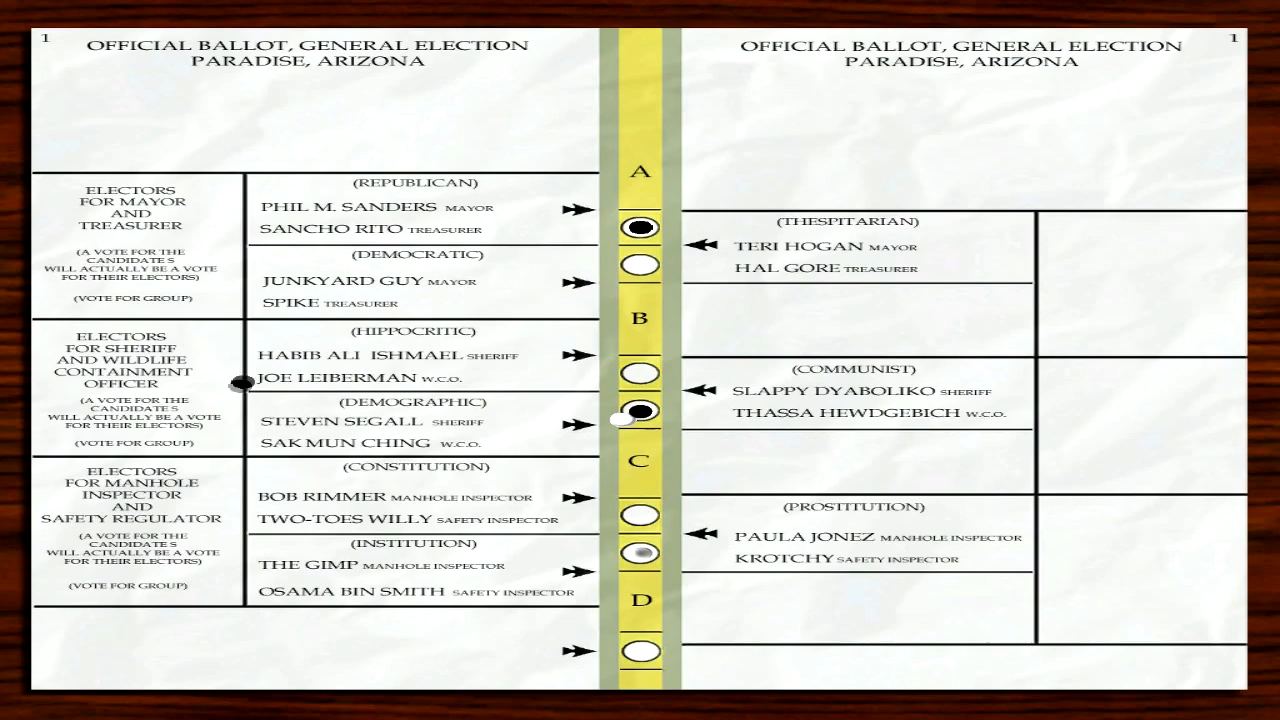 1
OFFICIAL BALLOT, GENERAL ELECTION
PARADISE, ARIZONA
ELECTORS
FOR MAYOR
AND
TREASURER
(A VOTE FOR THE
CANDIDATE S
WILL ACTUALLY BE A VOTE
FOR THEIR ELECTORS)
(VOTE FOR GROUP)
(REPUBLICAN)
PHIL M. SANDERS MAYOR
SANCHO RITO TREASURER
(DEMOCRATIC)
JUNKYARD GUY MAYOR
SPIKE TREASURER
ELECTORS
FOR SHERIFF
AND WILDLIFE
CONTAINMENT
OFFICER
(A VOTE FOR THE
CANDIDATE S
WILL ACTUALLY BE A VOTE
FOR THEIR ELECTORS)
(VOTE FOR GROUP)
(HIPPOCRITIC)
HABIB ALI ISHMAEL SHERIFF
JOE LEIBERMAN W.C.O.
(DEMOGRAPHIC)
STEVEN SEGALL SHERIFF
SAK MUN CHING W.C.O.
ELECTORS
FOR MANHOLE
INSPECTOR
AND
SAFETY REGULATOR
(A VOTE FOR THE
CANDIDATE S
WILL ACTUALLY BE A VOTE
FOR THEIR ELECTORS)
(VOTE FOR GROUP)
(CONSTITUTION)
BOB RIMMER MANHOLE INSPECTOR
TWO-TOES WILLY SAFETY INSPECTOR
(INSTITUTION)
THE GIMP MANHOLE INSPECTOR
OSAMA BIN SMITH SAFETY INSPECTOR
A
B
C
D
1
OFFICIAL BALLOT, GENERAL ELECTION
PARADISE, ARIZONA
(THESPITARIAN)
TERI HOGAN MAYOR
HAL GORE TREASURER
(COMMUNIST)
SLAPPY DYABOLIKO SHERIFF
THASSA HEWDGEBICH W.C.O.
(PROSTITUTION)
PAULA JONEZ MANHOLE INSPECTOR
KROTCHY SAFETY INSPECTOR